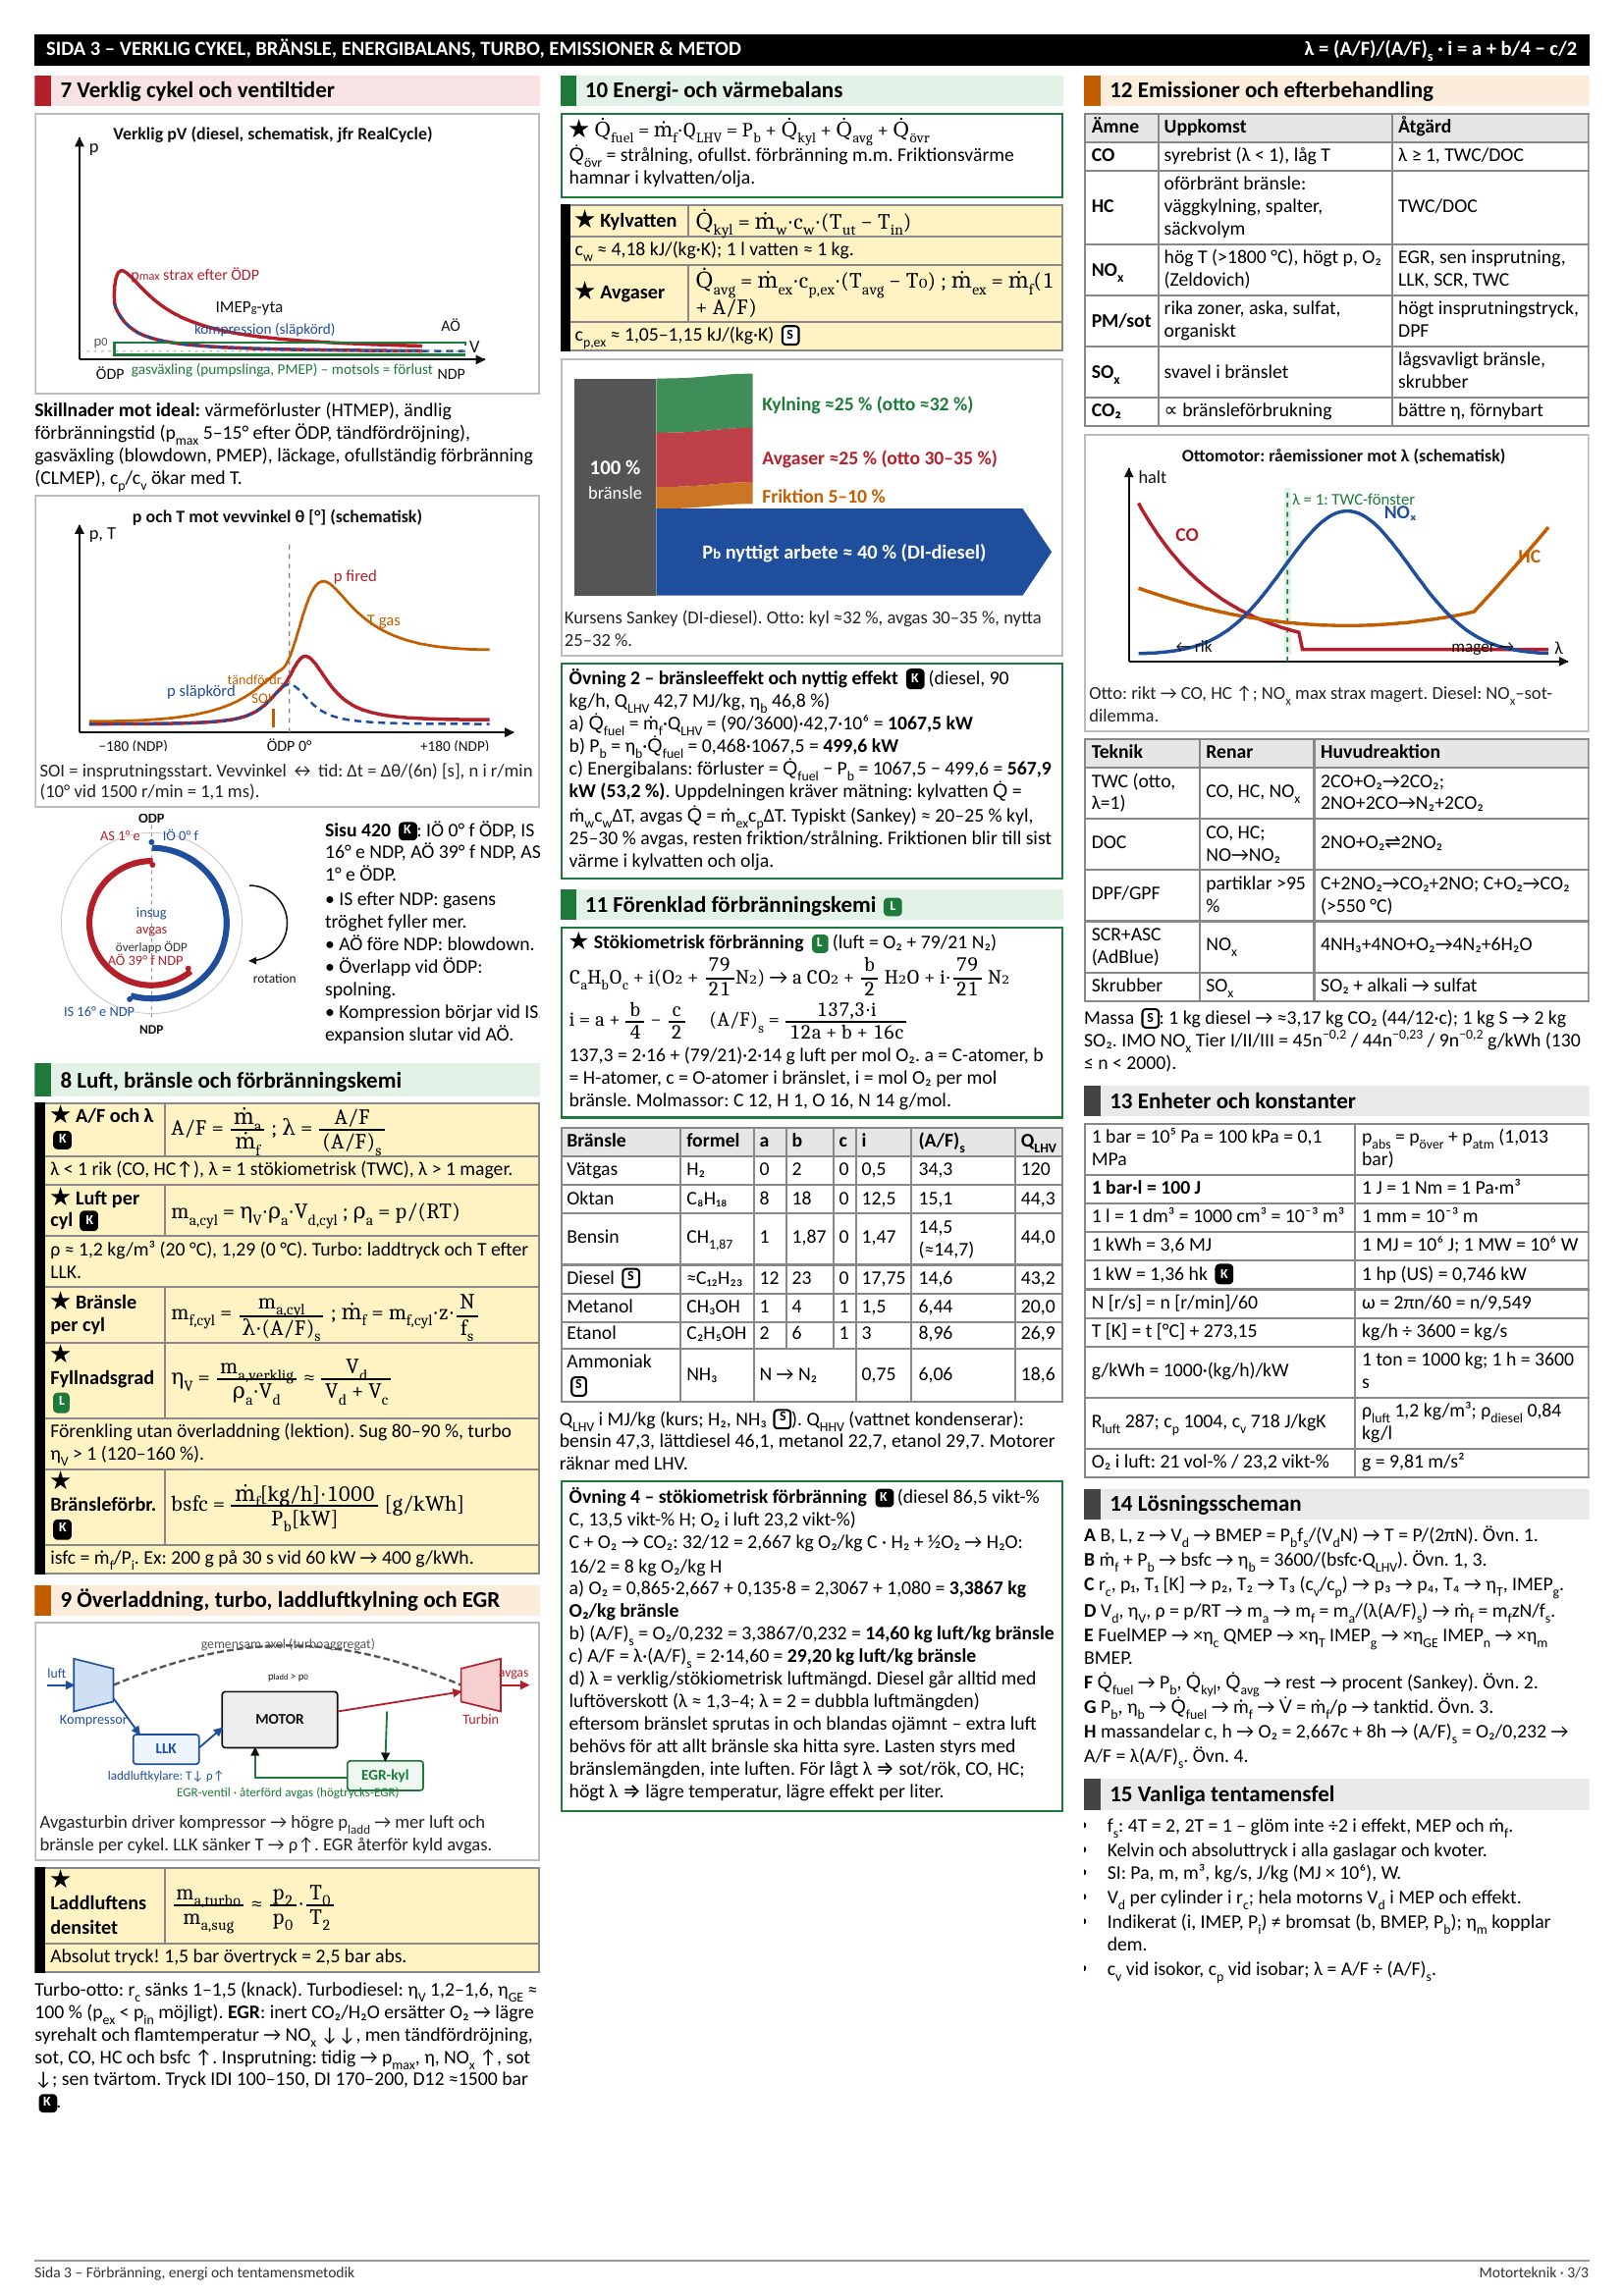 SIDA 3 – VERKLIG CYKEL, BRÄNSLE, ENERGIBALANS, TURBO, EMISSIONER & METOD
λ = (A/F)/(A/F)s · i = a + b/4 − c/2
7 Verklig cykel och ventiltider
Verklig pV (diesel, schematisk, jfr RealCycle)
p
pmax strax efter ÖDP
IMEPg-yta
kompression (släpkörd)
AÖ
p0
V
ÖDP
gasväxling (pumpslinga, PMEP) – motsols = förlust
NDP
Skillnader mot ideal: värmeförluster (HTMEP), ändlig
förbränningstid (pmax 5–15° efter ÖDP, tändfördröjning),
gasväxling (blowdown, PMEP), läckage, ofullständig förbränning
(CLMEP), cp/cv ökar med T.
p och T mot vevvinkel θ [°] (schematisk)
p, T
p fired
T gas
tändfördr.
p släpkörd
SOI
−180 (NDP)
ÖDP 0°
+180 (NDP)
SOI = insprutningsstart. Vevvinkel ↔ tid: Δt = Δθ/(6n) [s], n i r/min
(10° vid 1500 r/min = 1,1 ms).
ÖDP
AS 1° e
IÖ 0° f
insug
avgas
överlapp ÖDP
AÖ 39° f NDP
IS 16° e NDP
NDP
rotation
Sisu 420 K: IÖ 0° f ÖDP, IS
16° e NDP, AÖ 39° f NDP, AS
1° e ÖDP.
• IS efter NDP: gasens
tröghet fyller mer.
• AÖ före NDP: blowdown.
• Överlapp vid ÖDP:
spolning.
• Kompression börjar vid IS
expansion slutar vid AÖ.
8 Luft, bränsle och förbränningskemi
★ A/F och λ K
A/F = ṁa/ṁf ; λ = A/F/(A/F)s
λ < 1 rik (CO, HC↑), λ = 1 stökiometrisk (TWC), λ > 1 mager.
★ Luft per
cyl K
ma,cyl = ηV·ρa·Vd,cyl ; ρa = p/(RT)
ρ ≈ 1,2 kg/m³ (20 °C), 1,29 (0 °C). Turbo: laddtryck och T efter
LLK.
★ Bränsle
per cyl
mf,cyl = ma,cyl/λ·(A/F)s ; ṁf = mf,cyl·z·N/fs
★
Fyllnadsgrad
L
ηV = ma,verklig/ρa·Vd ≈ Vd/Vd + Vc
Förenkling utan överladdning (lektion). Sug 80–90 %, turbo
ηV > 1 (120–160 %).
★
Bränsleförbr.
K
bsfc = ṁf[kg/h]·1000/Pb[kW] [g/kWh]
isfc = ṁf/Pi. Ex: 200 g på 30 s vid 60 kW → 400 g/kWh.
9 Överladdning, turbo, laddluftkylning och EGR
gemensam axel (turboaggregat)
luft
pladd > p0
avgas
Kompressor
MOTOR
Turbin
LLK
laddluftkylare: T↓ ρ↑
EGR-kyl
EGR-ventil · återförd avgas (högtrycks-EGR)
Avgasturbin driver kompressor → högre pladd → mer luft och
bränsle per cykel. LLK sänker T → ρ↑. EGR återför kyld avgas.
★
Laddluftens
densitet
ma,turbo/ma,sug ≈ p2/p0·T0/T2
Absolut tryck! 1,5 bar övertryck = 2,5 bar abs.
Turbo-otto: rc sänks 1–1,5 (knack). Turbodiesel: ηV 1,2–1,6, ηGE ≈
100 % (pex < pin möjligt). EGR: inert CO₂/H₂O ersätter O₂ → lägre
syrehalt och flamtemperatur → NOx ↓↓, men tändfördröjning,
sot, CO, HC och bsfc ↑. Insprutning: tidig → pmax, η, NOx ↑, sot
↓; sen tvärtom. Tryck IDI 100–150, DI 170–200, D12 ≈1500 bar
K.
10 Energi- och värmebalans
★ Q̇fuel = ṁf·QLHV = Pb + Q̇kyl + Q̇avg + Q̇övr
Q̇övr = strålning, ofullst. förbränning m.m. Friktionsvärme
hamnar i kylvatten/olja.
★ Kylvatten
Q̇kyl = ṁw·cw·(Tut − Tin)
cw ≈ 4,18 kJ/(kg·K); 1 l vatten ≈ 1 kg.
★ Avgaser
Q̇avg = ṁex·cp,ex·(Tavg − T0) ; ṁex = ṁf(1
+ A/F)
cp,ex ≈ 1,05–1,15 kJ/(kg·K) S
100 %
bränsle
Kylning ≈25 % (otto ≈32 %)
Avgaser ≈25 % (otto 30–35 %)
Friktion 5–10 %
Pb nyttigt arbete ≈ 40 % (DI-diesel)
Kursens Sankey (DI-diesel). Otto: kyl ≈32 %, avgas 30–35 %, nytta
25–32 %.
Övning 2 – bränsleeffekt och nyttig effekt K (diesel, 90
kg/h, QLHV 42,7 MJ/kg, ηb 46,8 %)
a) Q̇fuel = ṁf·QLHV = (90/3600)·42,7·10⁶ = 1067,5 kW
b) Pb = ηb·Q̇fuel = 0,468·1067,5 = 499,6 kW
c) Energibalans: förluster = Q̇fuel − Pb = 1067,5 − 499,6 = 567,9
kW (53,2 %). Uppdelningen kräver mätning: kylvatten Q̇ =
ṁwcwΔT, avgas Q̇ = ṁexcpΔT. Typiskt (Sankey) ≈ 20–25 % kyl,
25–30 % avgas, resten friktion/strålning. Friktionen blir till sist
värme i kylvatten och olja.
11 Förenklad förbränningskemi L
★ Stökiometrisk förbränning L (luft = O₂ + 79/21 N₂)
CaHbOc + i(O2 + 79/21N2) → a CO2 + b/2 H2O + i·79/21 N2
i = a + b/4 − c/2 (A/F)s = 137,3·i/12a + b + 16c
137,3 = 2·16 + (79/21)·2·14 g luft per mol O₂. a = C-atomer, b
= H-atomer, c = O-atomer i bränslet, i = mol O₂ per mol
bränsle. Molmassor: C 12, H 1, O 16, N 14 g/mol.
Bränsle formel a b c i (A/F)s QLHV
Vätgas H₂ 0 2 0 0,5 34,3 120
Oktan C₈H₁₈ 8 18 0 12,5 15,1 44,3
Bensin CH1,87 1 1,87 0 1,47 14,5 (≈14,7) 44,0
Diesel S ≈C₁₂H₂₃ 12 23 0 17,75 14,6 43,2
Metanol CH₃OH 1 4 1 1,5 6,44 20,0
Etanol C₂H₅OH 2 6 1 3 8,96 26,9
Ammoniak S NH₃ N → N₂ 0,75 6,06 18,6
QLHV i MJ/kg (kurs; H₂, NH₃ S). QHHV (vattnet kondenserar):
bensin 47,3, lättdiesel 46,1, metanol 22,7, etanol 29,7. Motorer
räknar med LHV.
Övning 4 – stökiometrisk förbränning K (diesel 86,5 vikt-%
C, 13,5 vikt-% H; O₂ i luft 23,2 vikt-%)
C + O₂ → CO₂: 32/12 = 2,667 kg O₂/kg C · H₂ + ½O₂ → H₂O:
16/2 = 8 kg O₂/kg H
a) O₂ = 0,865·2,667 + 0,135·8 = 2,3067 + 1,080 = 3,3867 kg
O₂/kg bränsle
b) (A/F)s = O₂/0,232 = 3,3867/0,232 = 14,60 kg luft/kg bränsle
c) A/F = λ·(A/F)s = 2·14,60 = 29,20 kg luft/kg bränsle
d) λ = verklig/stökiometrisk luftmängd. Diesel går alltid med
luftöverskott (λ ≈ 1,3–4; λ = 2 = dubbla luftmängden)
eftersom bränslet sprutas in och blandas ojämnt – extra luft
behövs för att allt bränsle ska hitta syre. Lasten styrs med
bränslemängden, inte luften. För lågt λ ⇒ sot/rök, CO, HC;
högt λ ⇒ lägre temperatur, lägre effekt per liter.
12 Emissioner och efterbehandling
Ämne Uppkomst Åtgärd
CO syrebrist (λ < 1), låg T λ ≥ 1, TWC/DOC
HC oförbränt bränsle: väggkylning, spalter, säckvolym TWC/DOC
NOx hög T (>1800 °C), högt p, O₂ (Zeldovich) EGR, sen insprutning, LLK, SCR, TWC
PM/sot rika zoner, aska, sulfat, organiskt högt insprutningstryck, DPF
SOx svavel i bränslet lågsvavligt bränsle, skrubber
CO₂ ∝ bränsleförbrukning bättre η, förnybart
Ottomotor: råemissioner mot λ (schematisk)
halt
λ = 1: TWC-fönster
NOx
CO
HC
← rik
mager →
λ
Otto: rikt → CO, HC ↑; NOx max strax magert. Diesel: NOx–sot-
dilemma.
Teknik Renar Huvudreaktion
TWC (otto, λ=1) CO, HC, NOx 2CO+O₂→2CO₂; 2NO+2CO→N₂+2CO₂
DOC CO, HC; NO→NO₂ 2NO+O₂⇌2NO₂
DPF/GPF partiklar >95 % C+2NO₂→CO₂+2NO; C+O₂→CO₂ (>550 °C)
SCR+ASC (AdBlue) NOx 4NH₃+4NO+O₂→4N₂+6H₂O
Skrubber SOx SO₂ + alkali → sulfat
Massa S: 1 kg diesel → ≈3,17 kg CO₂ (44/12·c); 1 kg S → 2 kg
SO₂. IMO NOx Tier I/II/III = 45n⁻⁰,² / 44n⁻⁰,²³ / 9n⁻⁰,² g/kWh (130
≤ n < 2000).
13 Enheter och konstanter
1 bar = 10⁵ Pa = 100 kPa = 0,1 MPa
pabs = pöver + patm (1,013 bar)
1 bar·l = 100 J
1 J = 1 Nm = 1 Pa·m³
1 l = 1 dm³ = 1000 cm³ = 10⁻³ m³
1 mm = 10⁻³ m
1 kWh = 3,6 MJ
1 MJ = 10⁶ J; 1 MW = 10⁶ W
1 kW = 1,36 hk K
1 hp (US) = 0,746 kW
N [r/s] = n [r/min]/60
ω = 2πn/60 = n/9,549
T [K] = t [°C] + 273,15
kg/h ÷ 3600 = kg/s
g/kWh = 1000·(kg/h)/kW
1 ton = 1000 kg; 1 h = 3600 s
Rluft 287; cp 1004, cv 718 J/kgK
ρluft 1,2 kg/m³; ρdiesel 0,84 kg/l
O₂ i luft: 21 vol-% / 23,2 vikt-%
g = 9,81 m/s²
14 Lösningsscheman
A B, L, z → Vd → BMEP = Pbfs/(VdN) → T = P/(2πN). Övn. 1.
B ṁf + Pb → bsfc → ηb = 3600/(bsfc·QLHV). Övn. 1, 3.
C rc, p₁, T₁ [K] → p₂, T₂ → T₃ (cv/cp) → p₃ → p₄, T₄ → ηT, IMEPg.
D Vd, ηV, ρ = p/RT → ma → mf = ma/(λ(A/F)s) → ṁf = mfzN/fs.
E FuelMEP → ×ηc QMEP → ×ηT IMEPg → ×ηGE IMEPn → ×ηm
BMEP.
F Q̇fuel → Pb, Q̇kyl, Q̇avg → rest → procent (Sankey). Övn. 2.
G Pb, ηb → Q̇fuel → ṁf → V̇ = ṁf/ρ → tanktid. Övn. 3.
H massandelar c, h → O₂ = 2,667c + 8h → (A/F)s = O₂/0,232 →
A/F = λ(A/F)s. Övn. 4.
15 Vanliga tentamensfel
• fs: 4T = 2, 2T = 1 – glöm inte ÷2 i effekt, MEP och ṁf.
• Kelvin och absoluttryck i alla gaslagar och kvoter.
• SI: Pa, m, m³, kg/s, J/kg (MJ × 10⁶), W.
• Vd per cylinder i rc; hela motorns Vd i MEP och effekt.
• Indikerat (i, IMEP, Pi) ≠ bromsat (b, BMEP, Pb); ηm kopplar
dem.
• cv vid isokor, cp vid isobar; λ = A/F ÷ (A/F)s.
Sida 3 – Förbränning, energi och tentamensmetodik
Motorteknik · 3/3